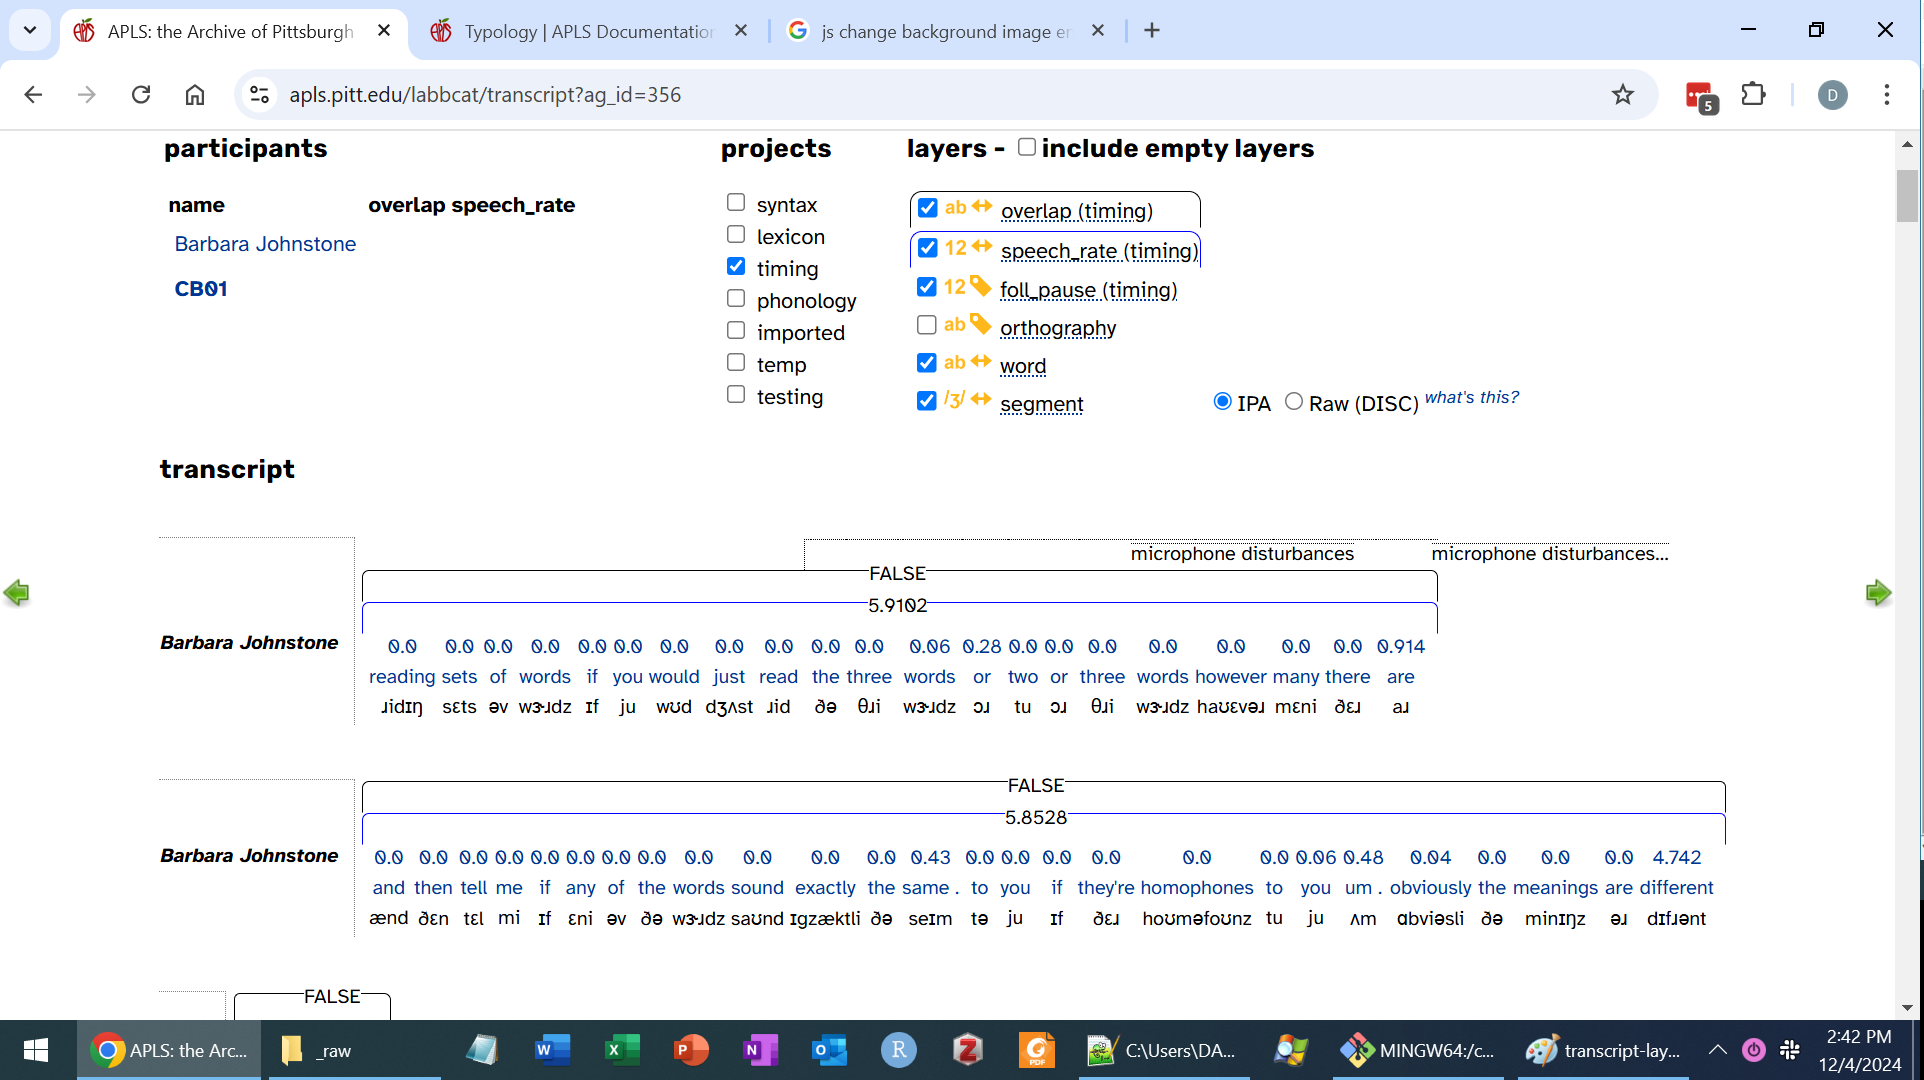 APLS: the Archive of Pittsburgh
Typology | APLS Documentation
js change background image en
apls.pitt.edu/labbcat/transcript?ag_id=356
5
D
participants
projects
layers - include empty layers
name overlap speech_rate
Barbara Johnstone
CB01
syntax
lexicon
timing
phonology
imported
temp
testing
ab overlap (timing)
12 speech_rate (timing)
12 foll_pause (timing)
ab orthography
ab word
/ʒ/ segment
IPA Raw (DISC) what's this?
transcript
microphone disturbances microphone disturbances...
FALSE
5.9102
Barbara Johnstone
0.0 0.0 0.0 0.0 0.0 0.0 0.0 0.0 0.0 0.0 0.0 0.06 0.28 0.0 0.0 0.0 0.0 0.0 0.0 0.0 0.914
reading sets of words if you would just read the three words or two or three words however many there are
ɹidɪŋ sɛts əv wɝɹdz ɪf ju wʊd dʒʌst ɹid ðə θɹi wɝɹdz ɔɹ tu ɔɹ θɹi wɝɹdz haʊɛvəɹ mɛni ðɛɹ aɹ
FALSE
5.8528
Barbara Johnstone
0.0 0.0 0.0 0.0 0.0 0.0 0.0 0.0 0.0 0.0 0.0 0.0 0.43 0.0 0.0 0.0 0.0 0.0 0.0 0.06 0.48 0.04 0.0 0.0 0.0 4.742
and then tell me if any of the words sound exactly the same . to you if they're homophones to you um . obviously the meanings are different
ænd ðɛn tɛl mi ɪf ɛni əv ðə wɝɹdz saʊnd ɪgzæktli ðə seɪm tə ju ɪf ðɛɹ hoʊməfoʊnz tu ju ʌm ɑbviəsli ðə minɪŋz əɹ dɪfɹənt
FALSE
APLS: the Arc...
_raw
C:\Users\DA...
MINGW64:/c...
transcript-lay...
2:42 PM
12/4/2024